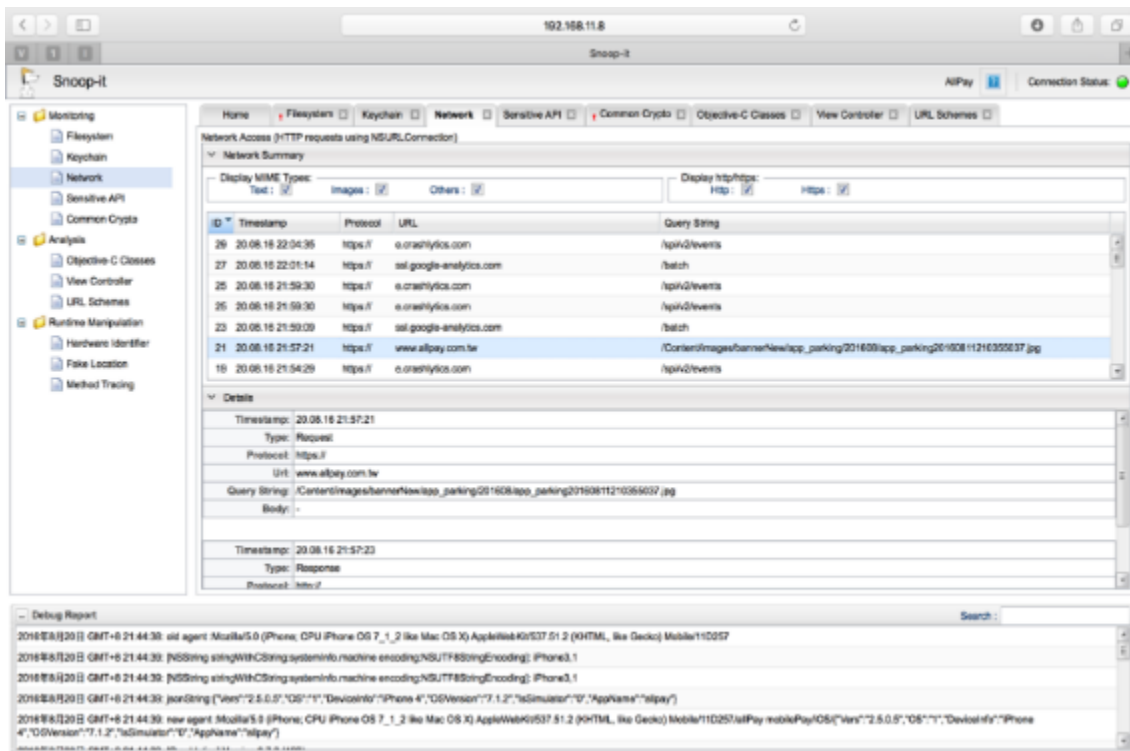 192.168.11.8
Snoop-it
Snoop-it
AllPay
Connection Status:
Monitoring
Filesystem
Keychain
Network
Sensitive API
Common Crypto
Analysis
Objective-C Classes
View Controller
URL Schemes
Runtime Manipulation
Hardware Identifier
Fake Location
Method Tracing
Home ! Filesystem Keychain Network Sensitive API ! Common Crypto Objective-C Classes View Controller URL Schemes
Network Access (HTTP requests using NSURLConnection)
Network Summary
Display MIME Types:
Text : Images : Others :
Display http/https:
Http : Https :
ID Timestamp Protocol URL Query String
20.08.16 22:04:35 https:// e.crashlytics.com /spi/v2/events
27 20.08.16 22:01:14 https:// ssl.google-analytics.com /batch
25 20.08.16 21:59:30 https:// e.crashlytics.com /spi/v2/events
25 20.08.16 21:59:30 https:// e.crashlytics.com /spi/v2/events
23 20.08.16 21:59:09 https:// ssl.google-analytics.com /batch
21 20.08.16 21:57:21 https:// www.allpay.com.tw /Content/images/bannerNew/app_parking/201608/app_parking20160811210355037.jpg
19 20.08.16 21:54:29 https:// e.crashlytics.com /spi/v2/events
Details
Timestamp: 20.08.16 21:57:21
Type: Request
Protocol: https://
Url: www.allpay.com.tw
Query String: /Content/images/bannerNew/app_parking/201608/app_parking20160811210355037.jpg
Body: -
Timestamp: 20.08.16 21:57:23
Type: Response
Protocol: http://
Debug Report
Search :
2016年8月20日 GMT+8 21:44:38: old agent :Mozilla/5.0 (iPhone; CPU iPhone OS 7_1_2 like Mac OS X) AppleWebKit/537.51.2 (KHTML, like Gecko) Mobile/11D257
2016年8月20日 GMT+8 21:44:39: [NSString stringWithCString:systemInfo.machine encoding:NSUTF8StringEncoding]: iPhone3,1
2016年8月20日 GMT+8 21:44:39: [NSString stringWithCString:systemInfo.machine encoding:NSUTF8StringEncoding]: iPhone3,1
2016年8月20日 GMT+8 21:44:39: jsonString:{"Vers":"2.5.0.5","OS":"1","DeviceInfo":"iPhone 4","OSVersion":"7.1.2","IsSimulator":"0","AppName":"allpay"}
2016年8月20日 GMT+8 21:44:39: new agent :Mozilla/5.0 (iPhone; CPU iPhone OS 7_1_2 like Mac OS X) AppleWebKit/537.51.2 (KHTML, like Gecko) Mobile/11D257/allPay mobilePay/iOS/{"Vers":"2.5.0.5","OS":"1","DeviceInfo":"iPhone
4","OSVersion":"7.1.2","IsSimulator":"0","AppName":"allpay"}